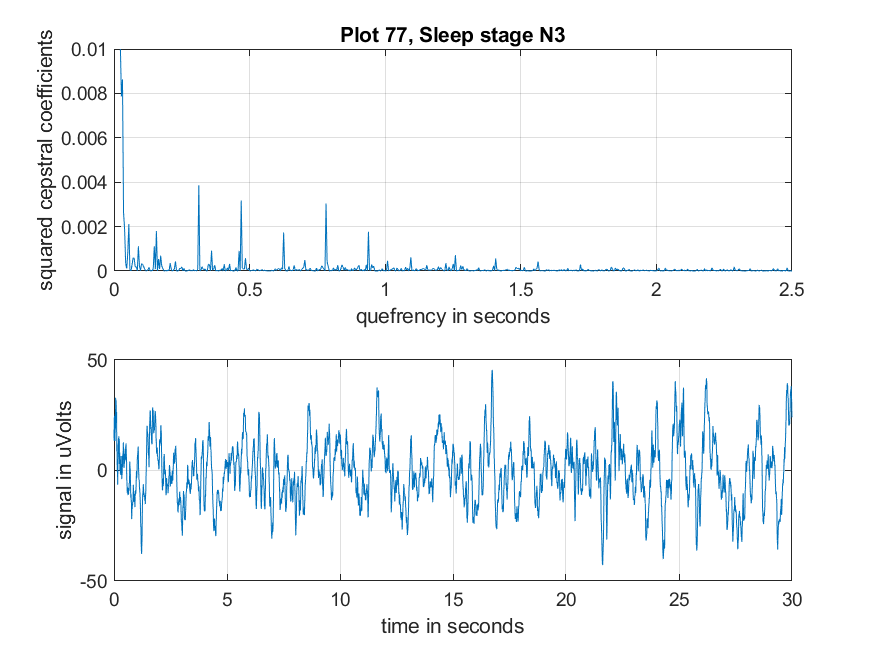 Plot 77, Sleep stage N3
squared cepstral coefficients
0.01
0.008
0.006
0.004
0.002
0
0 0.5 1 1.5 2 2.5
quefrency in seconds
signal in uVolts
50
0
-50
0 5 10 15 20 25 30
time in seconds